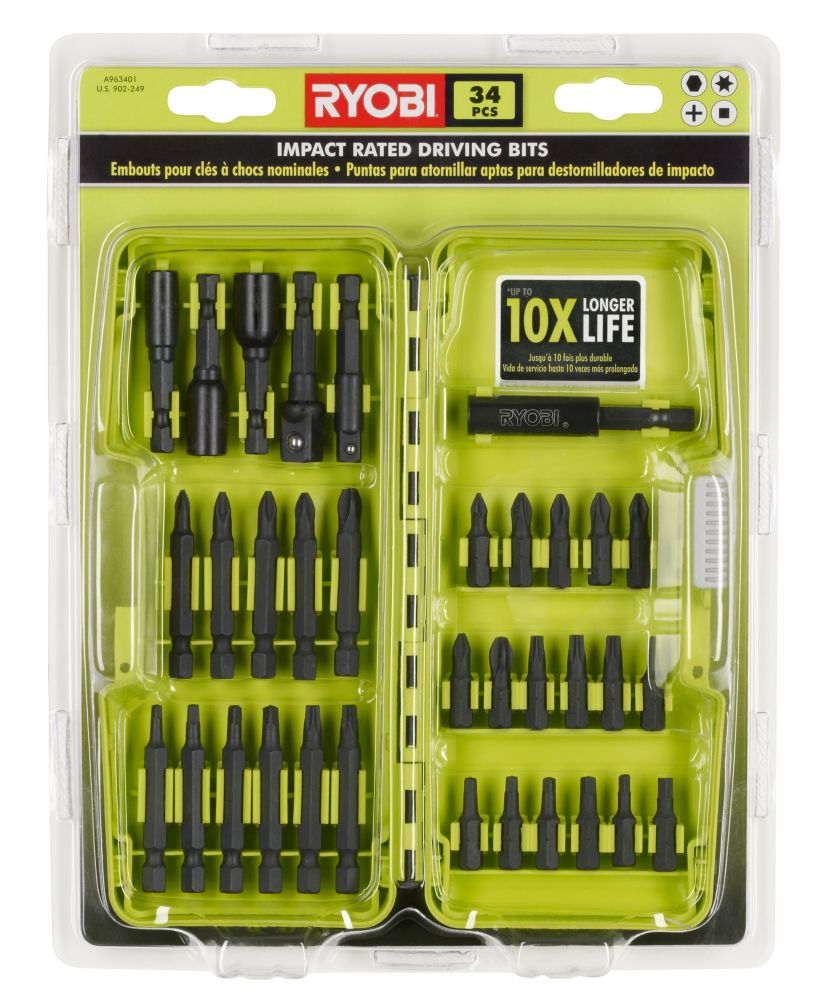 A963401
U.S. 902-249
RYOBI
34
PCS
IMPACT RATED DRIVING BITS
Embouts pour clés à chocs nominales • Puntas para atornillar aptas para destornilladores de impacto
*UP TO
10X LONGER
LIFE
Jusqu'à 10 fois plus durable
Vida de servicio hasta 10 veces más prolongada
RYOBI®